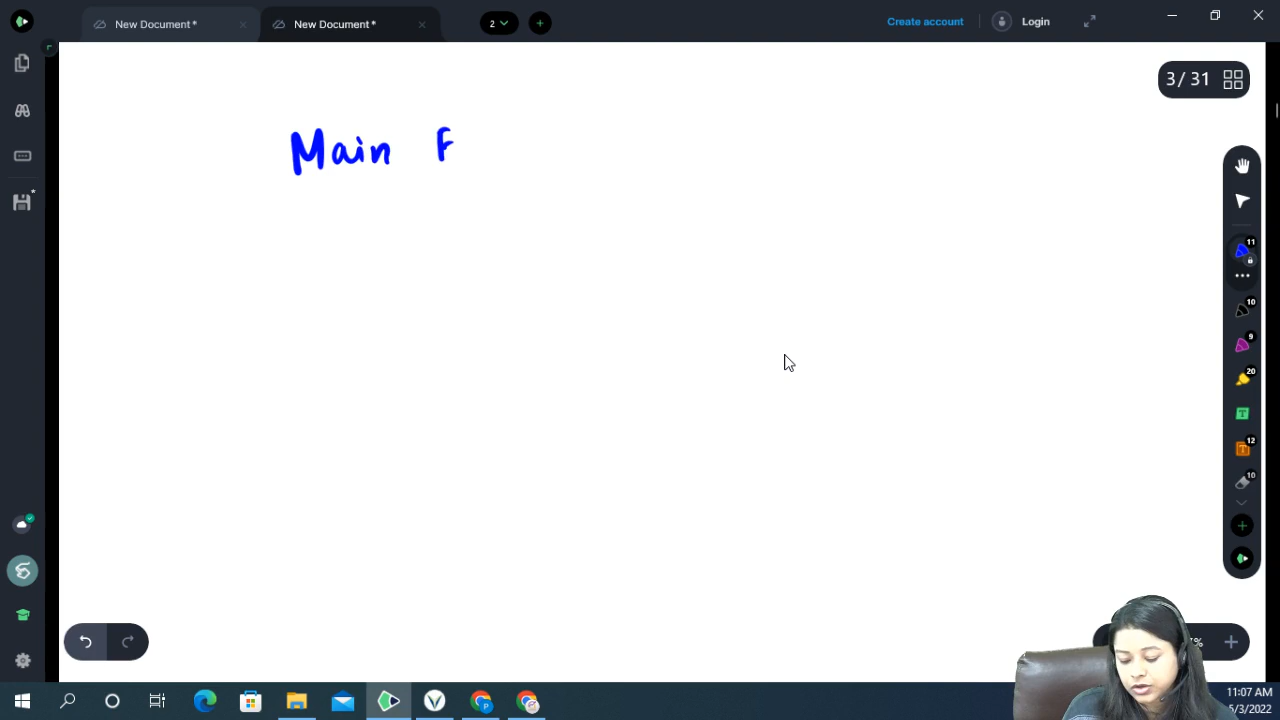 New Document *
New Document *
2
Create account
Login
3/ 31
Main F
11
10
9
20
T
12
T
10
%
11:07 AM
5/3/2022